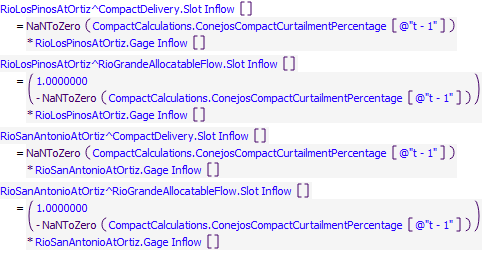 RioLosPinosAtOrtiz^CompactDelivery.Slot Inflow []
= NaNToZero (CompactCalculations.ConejosCompactCurtailmentPercentage [@"t - 1"])
* RioLosPinosAtOrtiz.Gage Inflow []
RioLosPinosAtOrtiz^RioGrandeAllocatableFlow.Slot Inflow []
= (1.0000000
- NaNToZero (CompactCalculations.ConejosCompactCurtailmentPercentage [@"t - 1"]))
* RioLosPinosAtOrtiz.Gage Inflow []
RioSanAntonioAtOrtiz^CompactDelivery.Slot Inflow []
= NaNToZero (CompactCalculations.ConejosCompactCurtailmentPercentage [@"t - 1"])
* RioSanAntonioAtOrtiz.Gage Inflow []
RioSanAntonioAtOrtiz^RioGrandeAllocatableFlow.Slot Inflow []
= (1.0000000
- NaNToZero (CompactCalculations.ConejosCompactCurtailmentPercentage [@"t - 1"]))
* RioSanAntonioAtOrtiz.Gage Inflow []